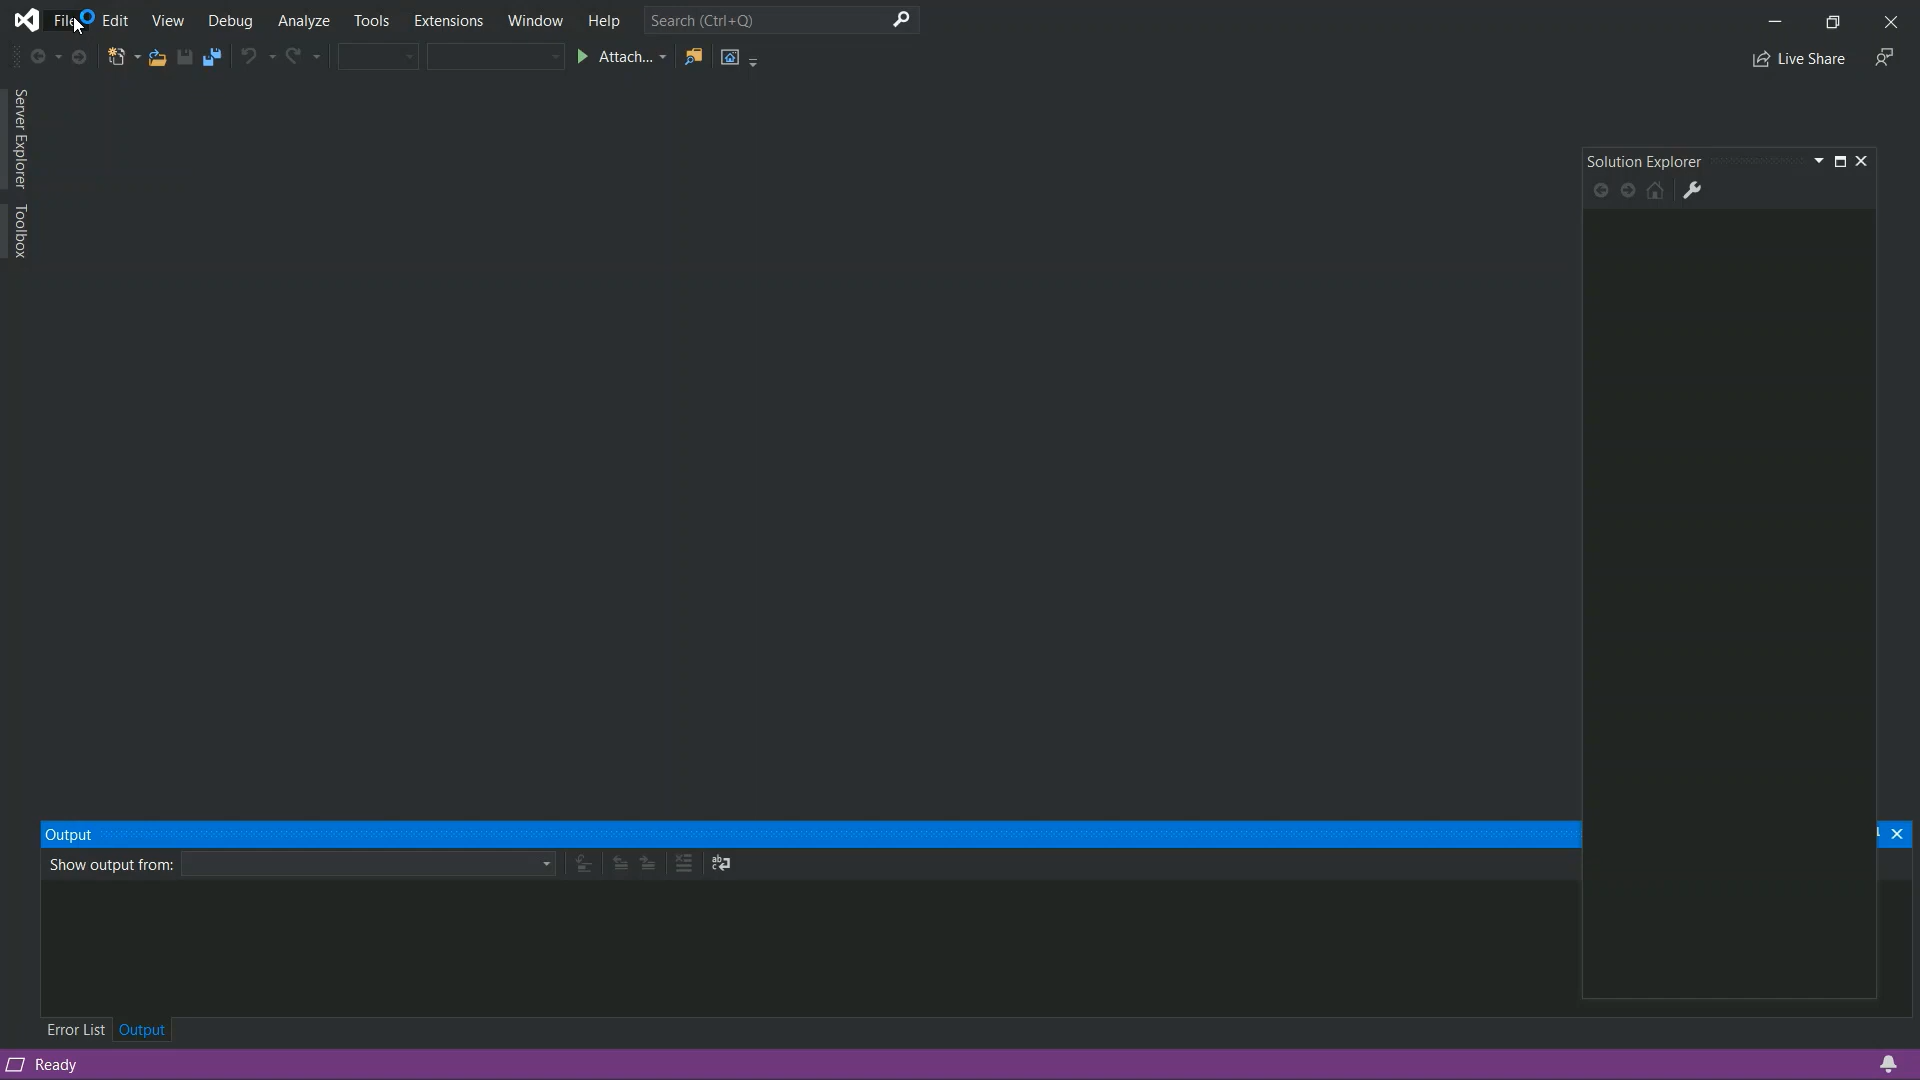 File Edit View Debug Analyze Tools Extensions Window Help Search (Ctrl+Q)
Attach... Live Share
Server Explorer
Toolbox
Solution Explorer
Output
Show output from:
Error List Output
Ready